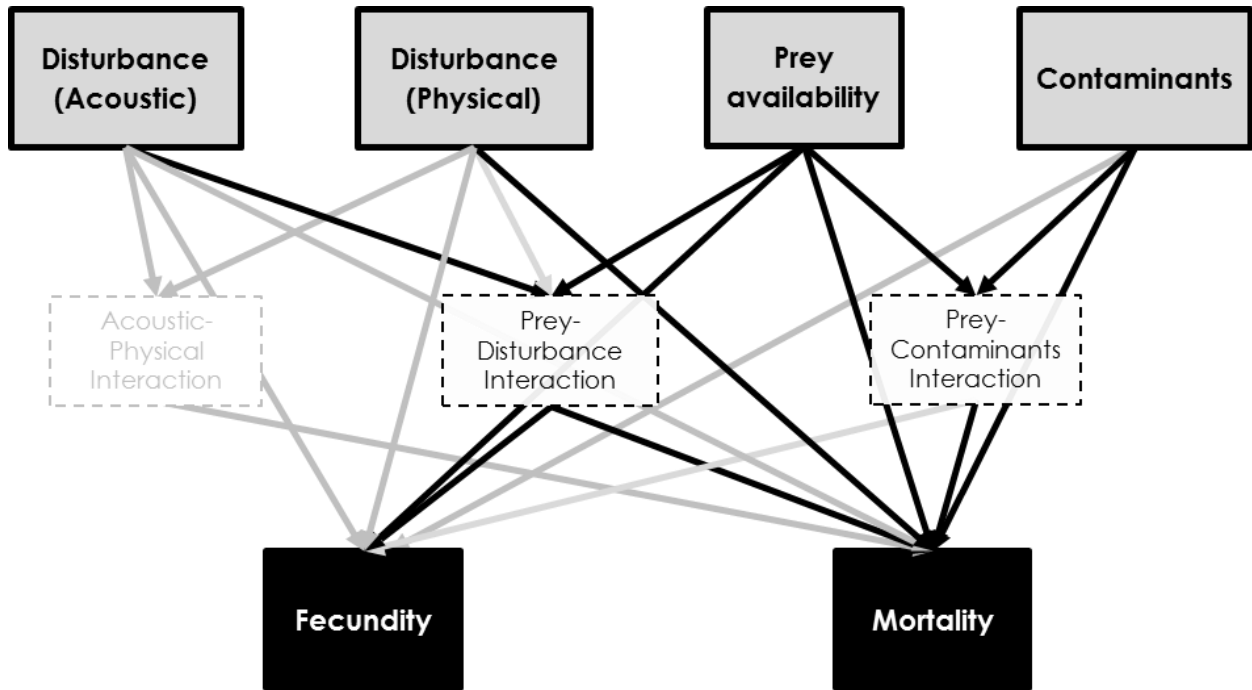 Disturbance
(Acoustic)
Disturbance
(Physical)
Prey
availability
Contaminants
Acoustic-
Physical
Interaction
Prey-
Disturbance
Interaction
Prey-
Contaminants
Interaction
Fecundity
Mortality